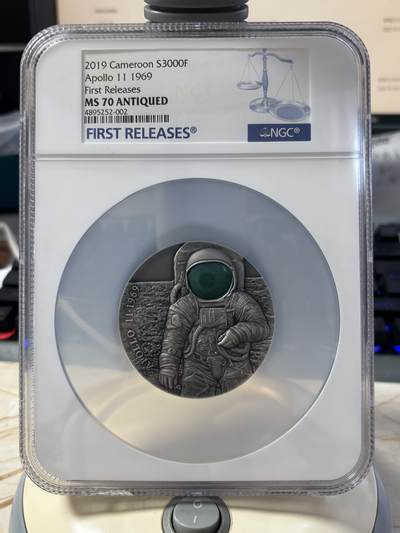 2019 Cameroon S3000F
Apollo 11 1969
First Releases
MS 70 ANTIQUED
4895252-002
FIRST RELEASES®
NGC®
APOLLO 11·1969